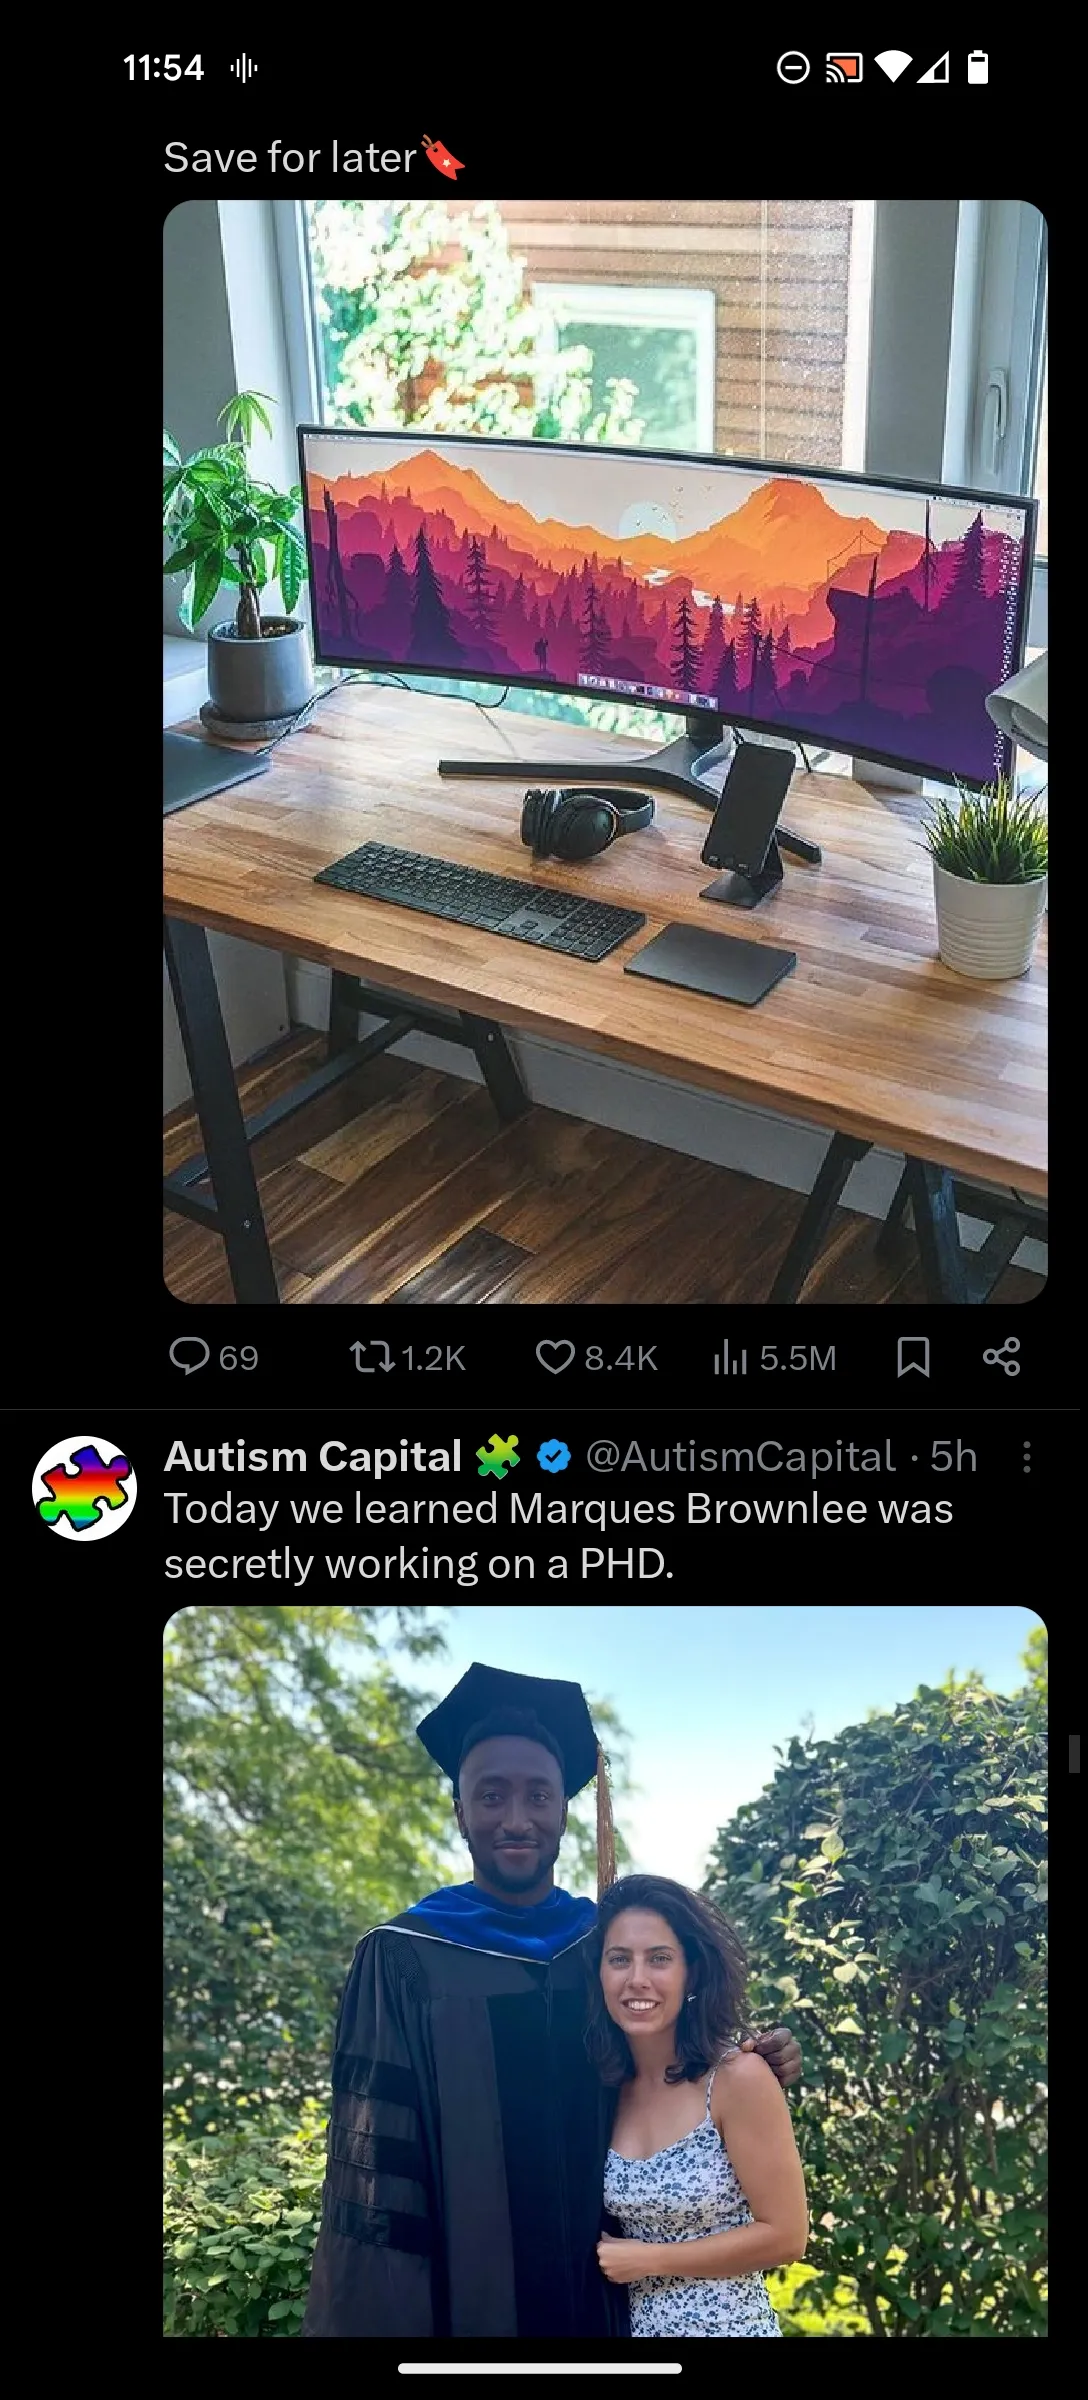 11:54
Save for later
69 1.2K 8.4K 5.5M
Autism Capital @AutismCapital · 5h
Today we learned Marques Brownlee was
secretly working on a PHD.